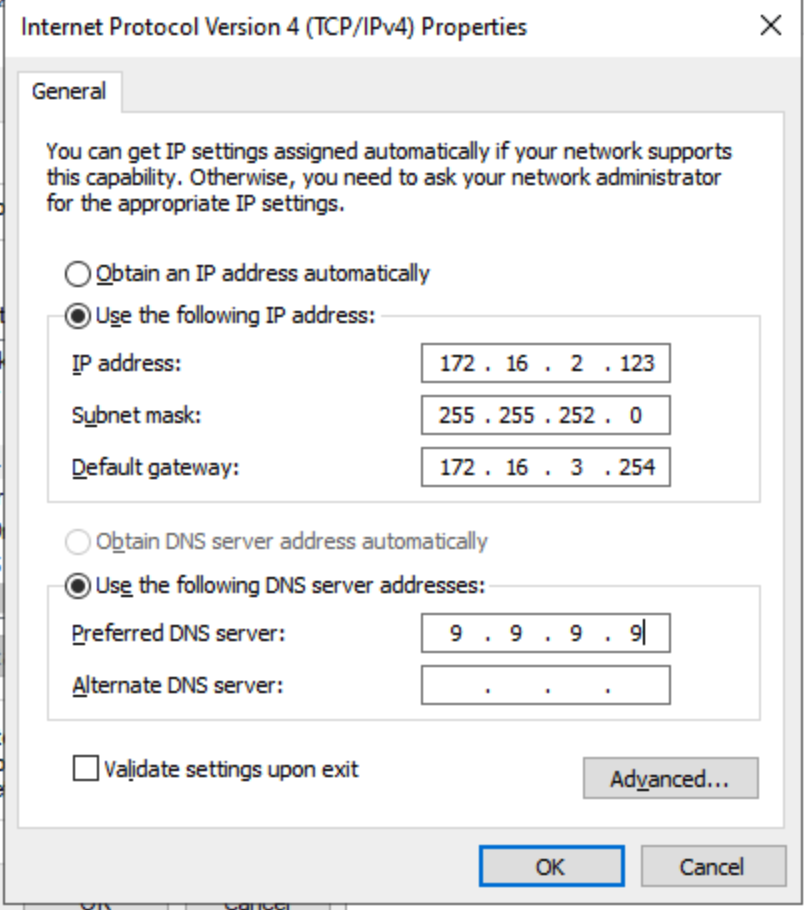 Internet Protocol Version 4 (TCP/IPv4) Properties
General
You can get IP settings assigned automatically if your network supports
this capability. Otherwise, you need to ask your network administrator
for the appropriate IP settings.
Obtain an IP address automatically
Use the following IP address:
IP address: 172 . 16 . 2 . 123
Subnet mask: 255 . 255 . 252 . 0
Default gateway: 172 . 16 . 3 . 254
Obtain DNS server address automatically
Use the following DNS server addresses:
Preferred DNS server: 9 . 9 . 9 . 9
Alternate DNS server: . . .
Validate settings upon exit
Advanced...
OK Cancel
OK Cancel